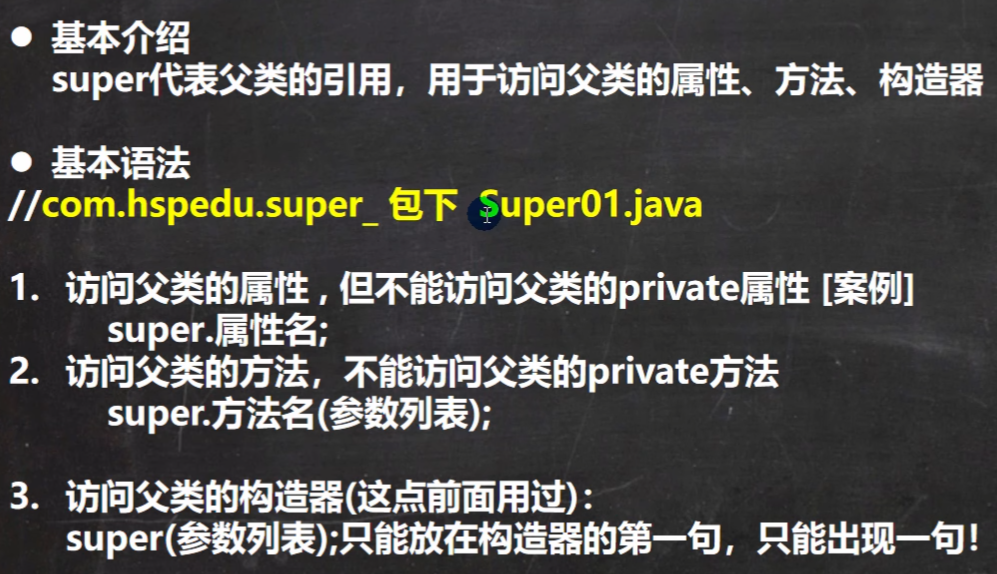 ● 基本介绍
super代表父类的引用，用于访问父类的属性、方法、构造器
● 基本语法
//com.hspedu.super_ 包下 Super01.java
1. 访问父类的属性 , 但不能访问父类的private属性 [案例]
super.属性名;
2. 访问父类的方法，不能访问父类的private方法
super.方法名(参数列表);
3. 访问父类的构造器(这点前面用过)：
super(参数列表);只能放在构造器的第一句，只能出现一句！